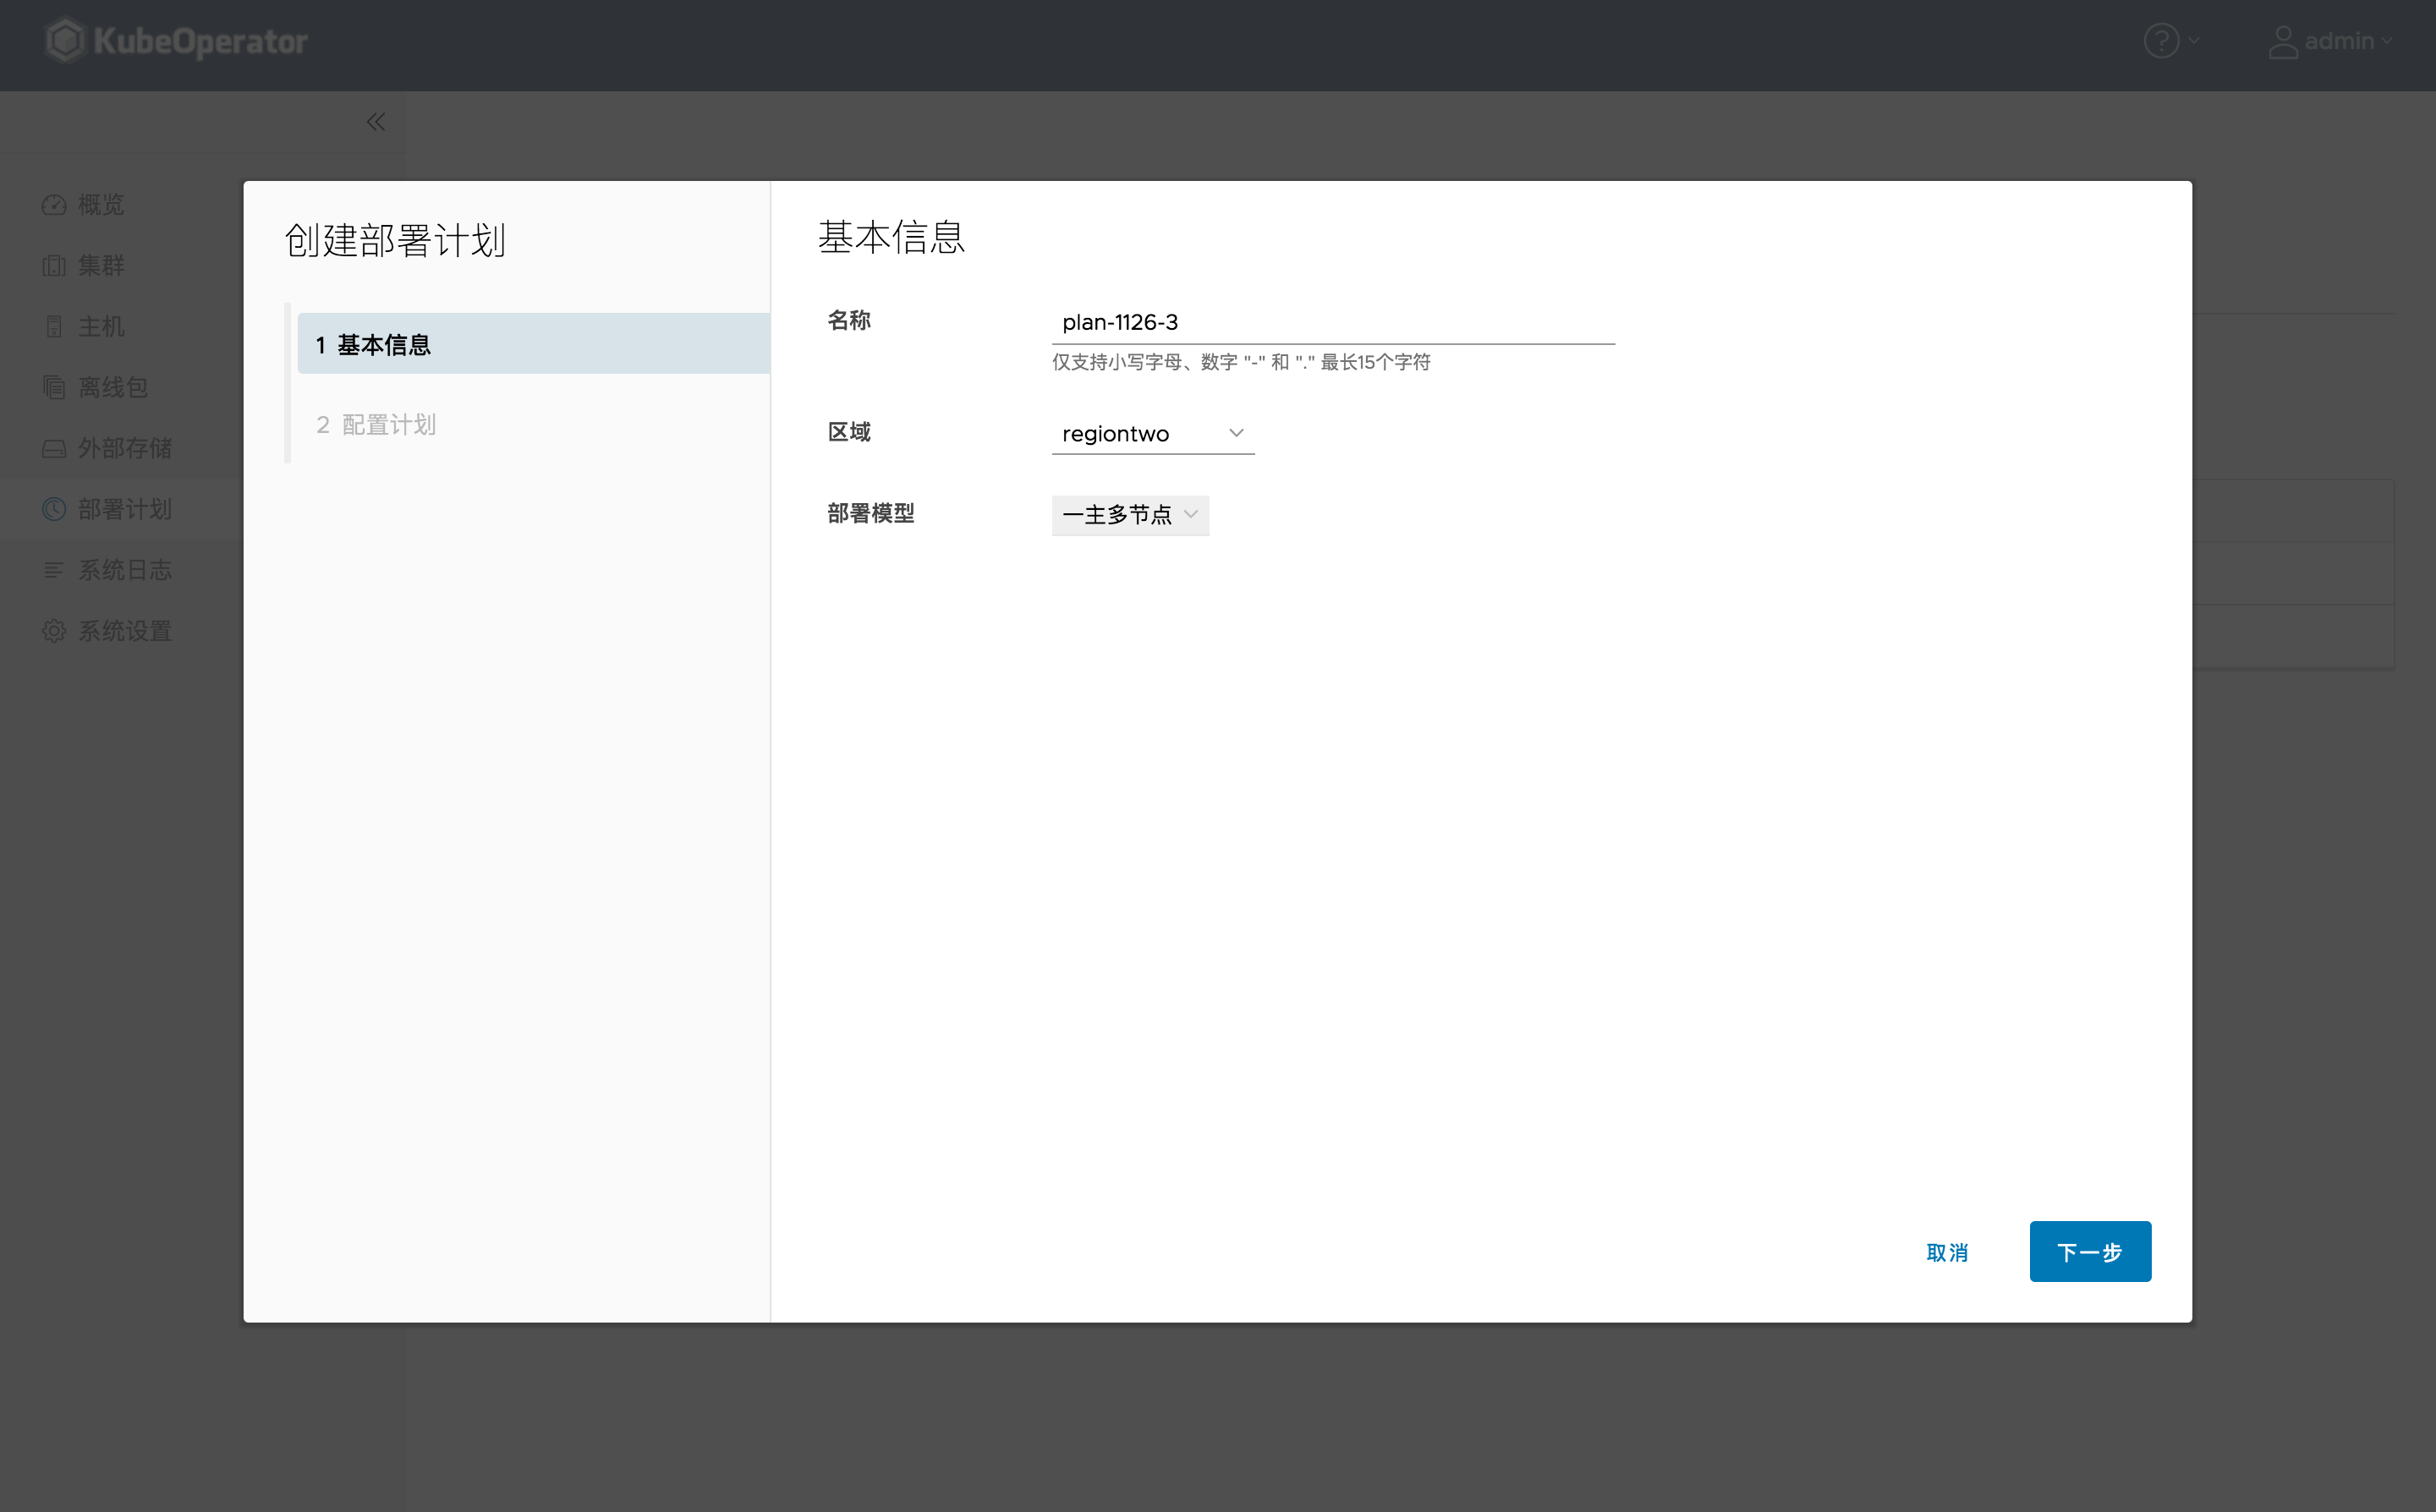 KubeOperator
admin
概览
集群
主机
离线包
外部存储
部署计划
系统日志
系统设置
创建部署计划
1 基本信息
2 配置计划
基本信息
名称
plan-1126-3
仅支持小写字母、数字 "-" 和 "." 最长15个字符
区域
regiontwo
部署模型
一主多节点
取消
下一步